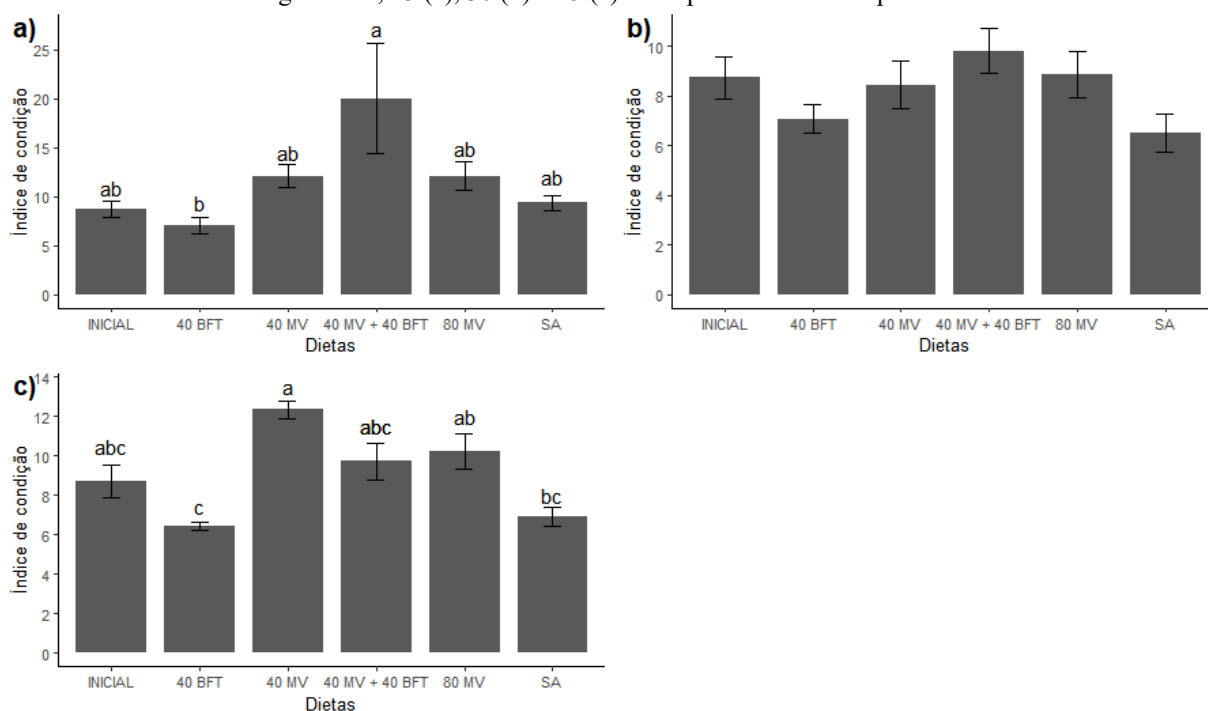 a)
Índice de condição
25
20
15
10
5
0
ab
b
ab
a
ab
ab
INICIAL 40 BFT 40 MV 40 MV + 40 BFT 80 MV SA
Dietas
b)
Índice de condição
10
8
6
4
2
0
INICIAL 40 BFT 40 MV 40 MV + 40 BFT 80 MV SA
Dietas
c)
Índice de condição
14
12
10
8
6
4
2
0
abc
c
a
abc
ab
bc
INICIAL 40 BFT 40 MV 40 MV + 40 BFT 80 MV SA
Dietas